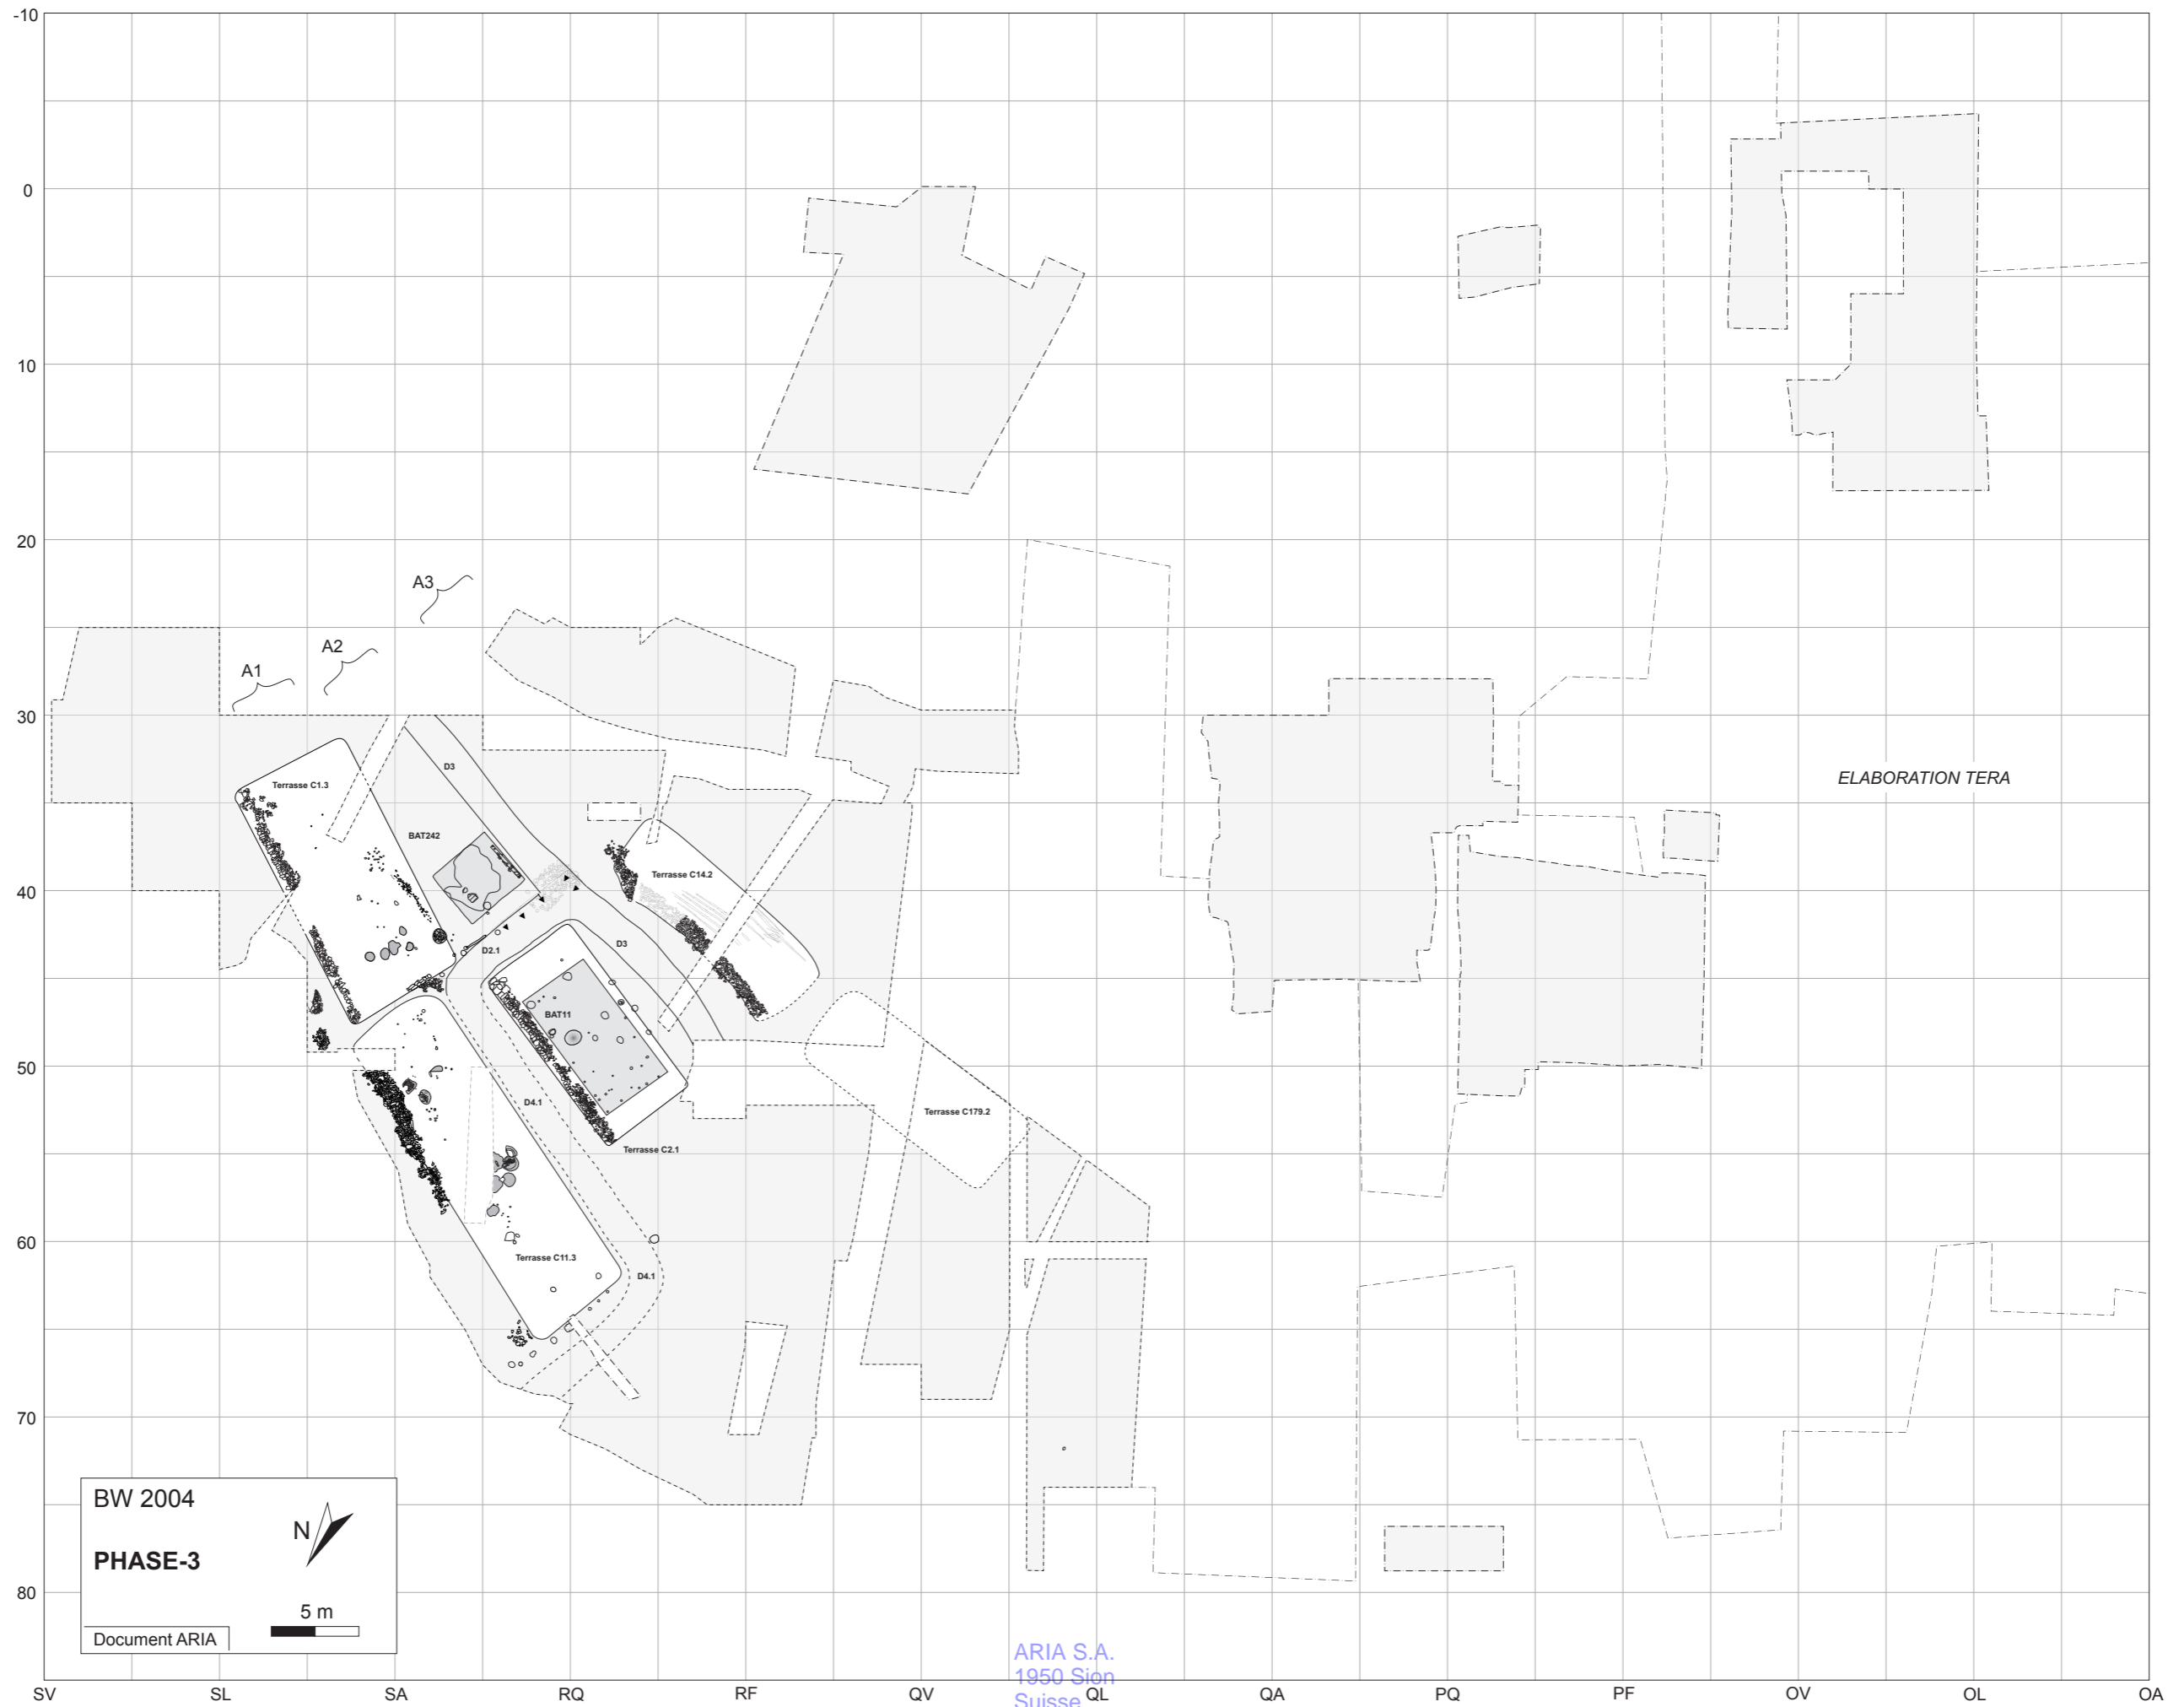 -10
0
10
20
A3
A2
A1
30
D3
ELABORATION TERA
Terrasse C1.3
BAT242
40
Terrasse C14.2
D3
D2.1
BAT11
50
D4.1
Terrasse C179.2
Terrasse C2.1
60
Terrasse C11.3
D4.1
70
BW 2004
N
PHASE-3
80
5 m
Document ARIA
ARIA S.A.
1950 Sion
Suisse
SV SL SA RQ RF QV QL QA PQ PF OV OL OA